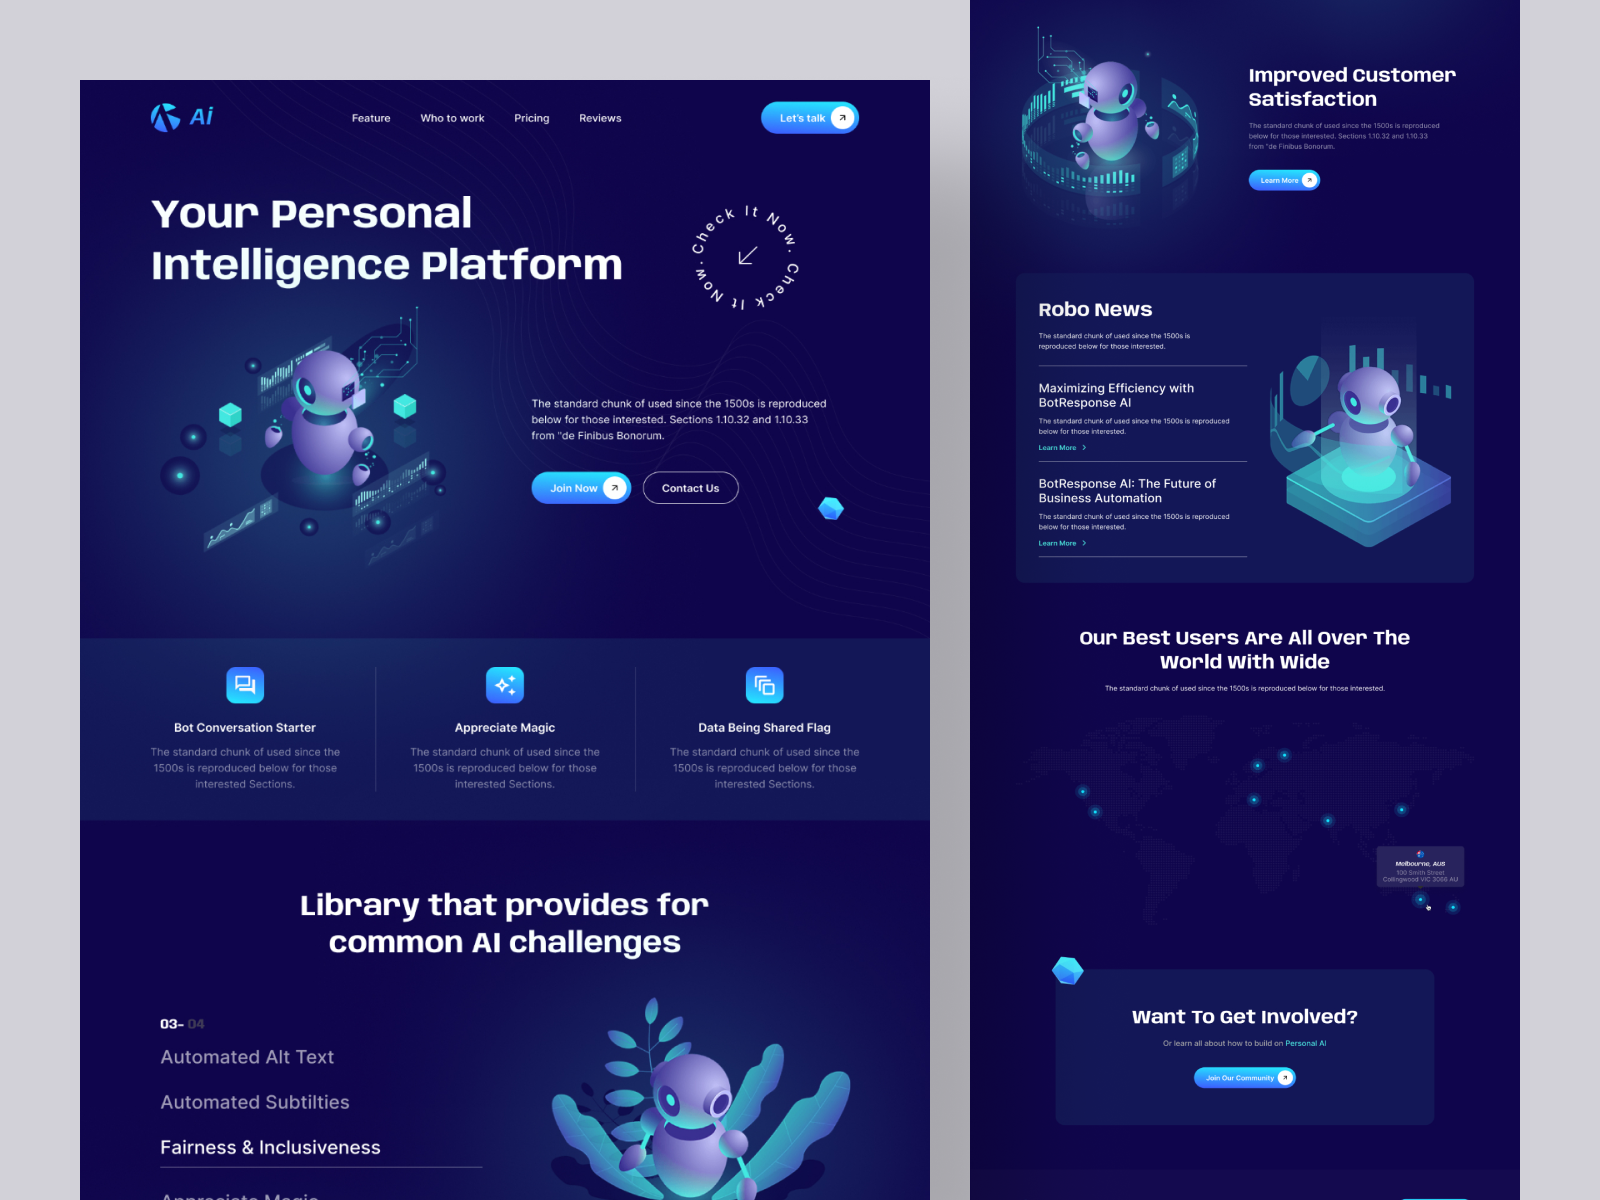 Ai
Feature
Who to work
Pricing
Reviews
Let's talk
Your Personal
Intelligence Platform
Check It Now. Check It Now.
The standard chunk of used since the 1500s is reproduced
below for those interested. Sections 1.10.32 and 1.10.33
from "de Finibus Bonorum.
Join Now
Contact Us
Bot Conversation Starter
The standard chunk of used since the
1500s is reproduced below for those
interested Sections.
Appreciate Magic
The standard chunk of used since the
1500s is reproduced below for those
interested Sections.
Data Being Shared Flag
The standard chunk of used since the
1500s is reproduced below for those
interested Sections.
Library that provides for
common AI challenges
03- 04
Automated Alt Text
Automated Subtilties
Fairness & Inclusiveness
Appreciate Magic
Improved Customer
Satisfaction
The standard chunk of used since the 1500s is reproduced
below for those interested. Sections 1.10.32 and 1.10.33
from "de Finibus Bonorum.
Learn More
Robo News
The standard chunk of used since the 1500s is
reproduced below for those interested.
Maximizing Efficiency with
BotResponse AI
The standard chunk of used since the 1500s is reproduced
below for those interested.
Learn More
BotResponse AI: The Future of
Business Automation
The standard chunk of used since the 1500s is reproduced
below for those interested.
Learn More
Our Best Users Are All Over The
World With Wide
The standard chunk of used since the 1500s is reproduced below for those interested.
Melbourne, AUS
100 Smith Street
Collingwood VIC 3066 AU
Want To Get Involved?
Or learn all about how to build on Personal AI
Join Our Community